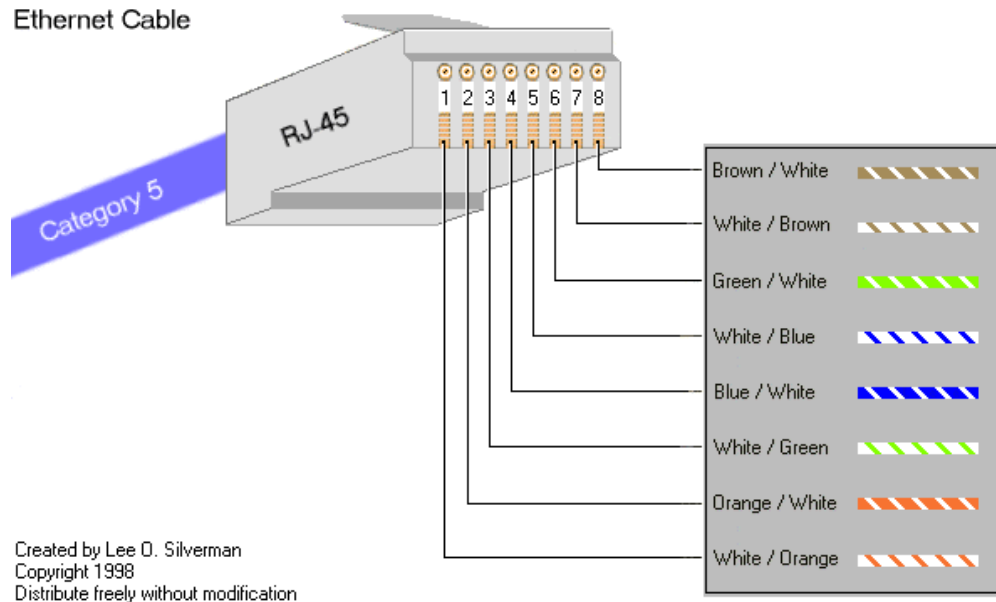 Ethernet Cable
RJ-45
1 2 3 4 5 6 7 8
Category 5
Brown / White
White / Brown
Green / White
White / Blue
Blue / White
White / Green
Orange / White
White / Orange
Created by Lee O. Silverman
Copyright 1998
Distribute freely without modification